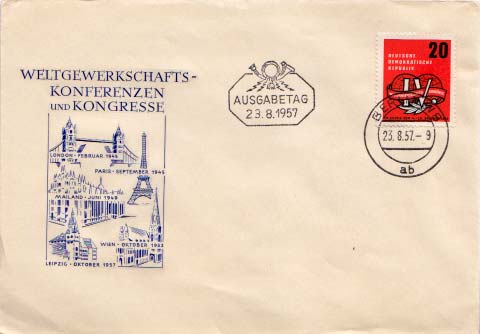 WELTGEWERKSCHAFTS-
KONFERENZEN
UND KONGRESSE
LONDON · FEBRUAR 1945
PARIS · SEPTEMBER 1945
MAILAND · JUNI 1949
WIEN · OKTOBER 1953
LEIPZIG · OKTOBER 1957
AUSGABETAG
23.8.1957
20
DEUTSCHE
DEMOKRATISCHE
REPUBLIK
23.8.57.-9
ab